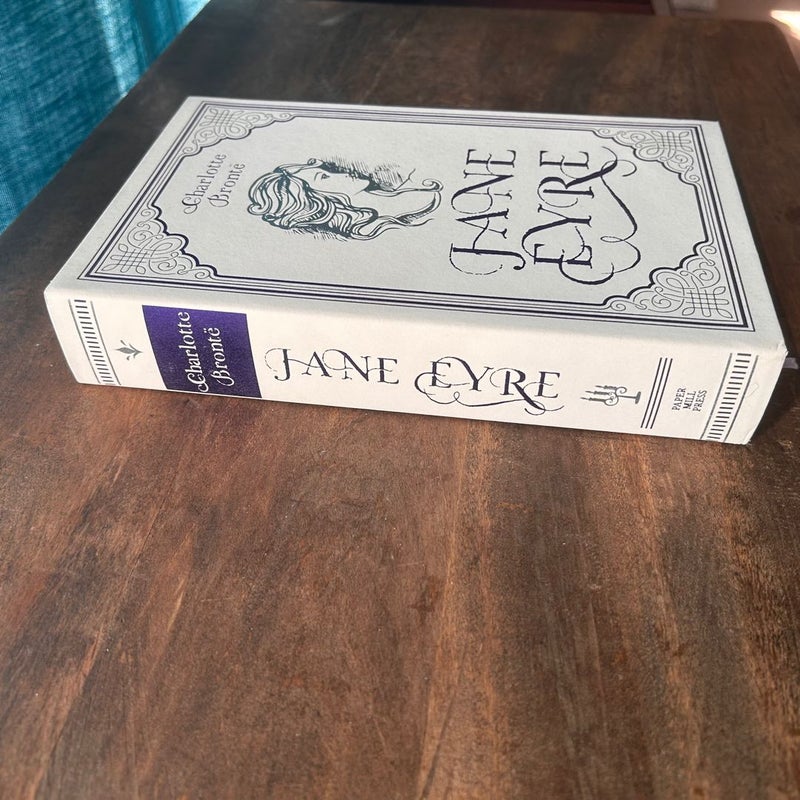 Charlotte
Brontë
JANE
EYRE
Charlotte
Brontë
JANE EYRE
PAPER
MILL
PRESS